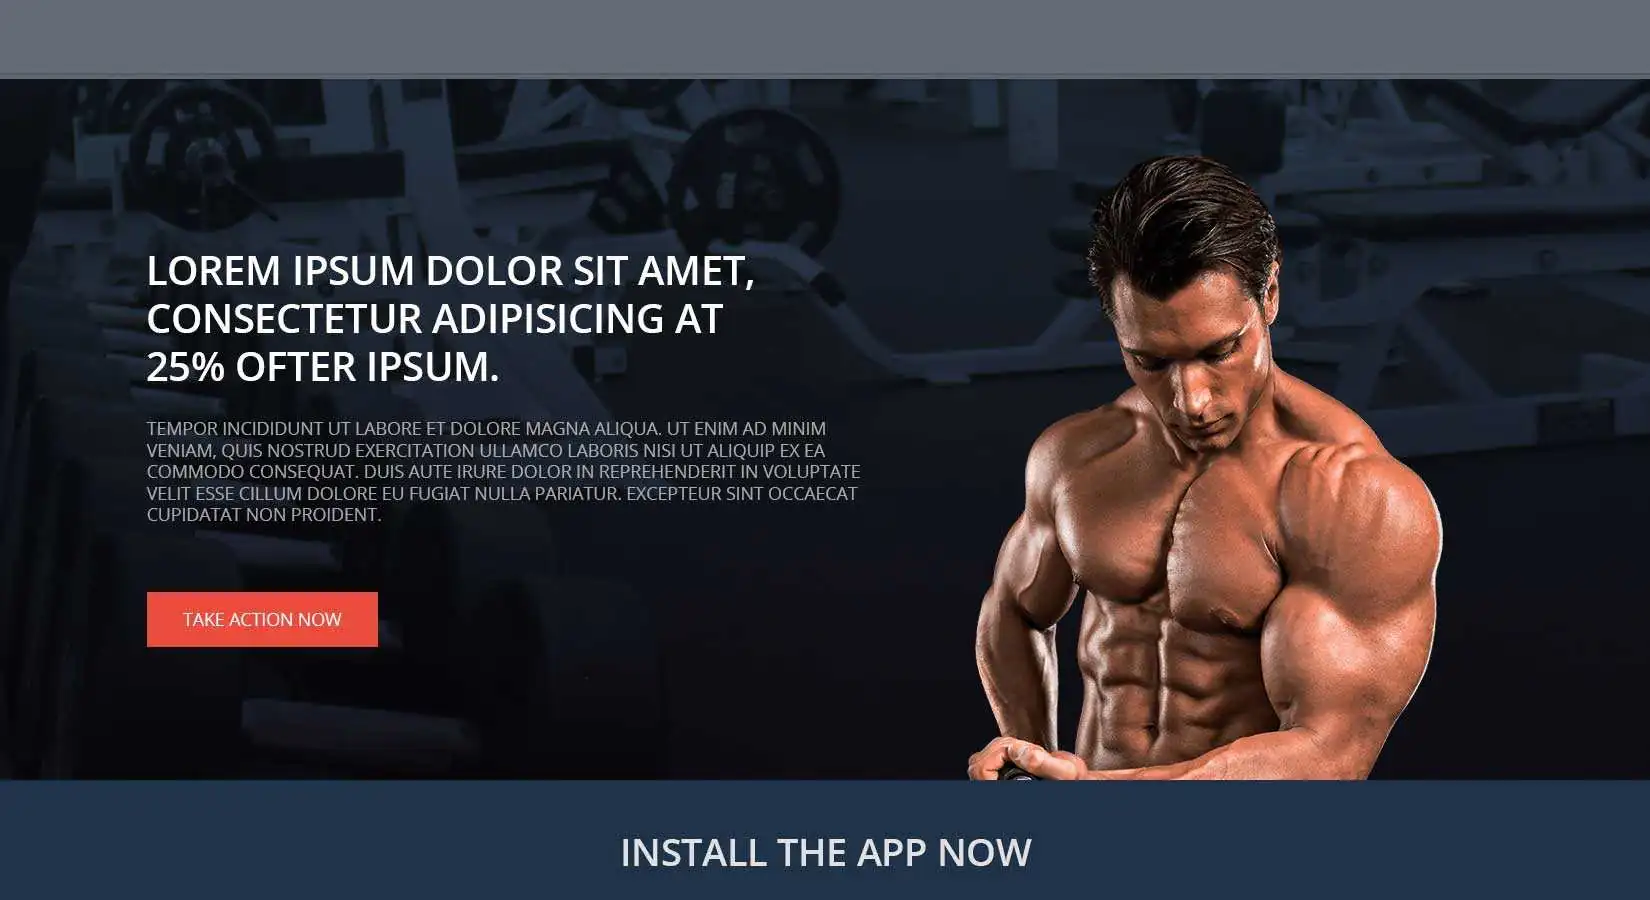 LOREM IPSUM DOLOR SIT AMET,
CONSECTETUR ADIPISICING AT
25% OFTER IPSUM.
TEMPOR INCIDIDUNT UT LABORE ET DOLORE MAGNA ALIQUA. UT ENIM AD MINIM
VENIAM, QUIS NOSTRUD EXERCITATION ULLAMCO LABORIS NISI UT ALIQUIP EX EA
COMMODO CONSEQUAT. DUIS AUTE IRURE DOLOR IN REPREHENDERIT IN VOLUPTATE
VELIT ESSE CILLUM DOLORE EU FUGIAT NULLA PARIATUR. EXCEPTEUR SINT OCCAECAT
CUPIDATAT NON PROIDENT.
TAKE ACTION NOW
INSTALL THE APP NOW